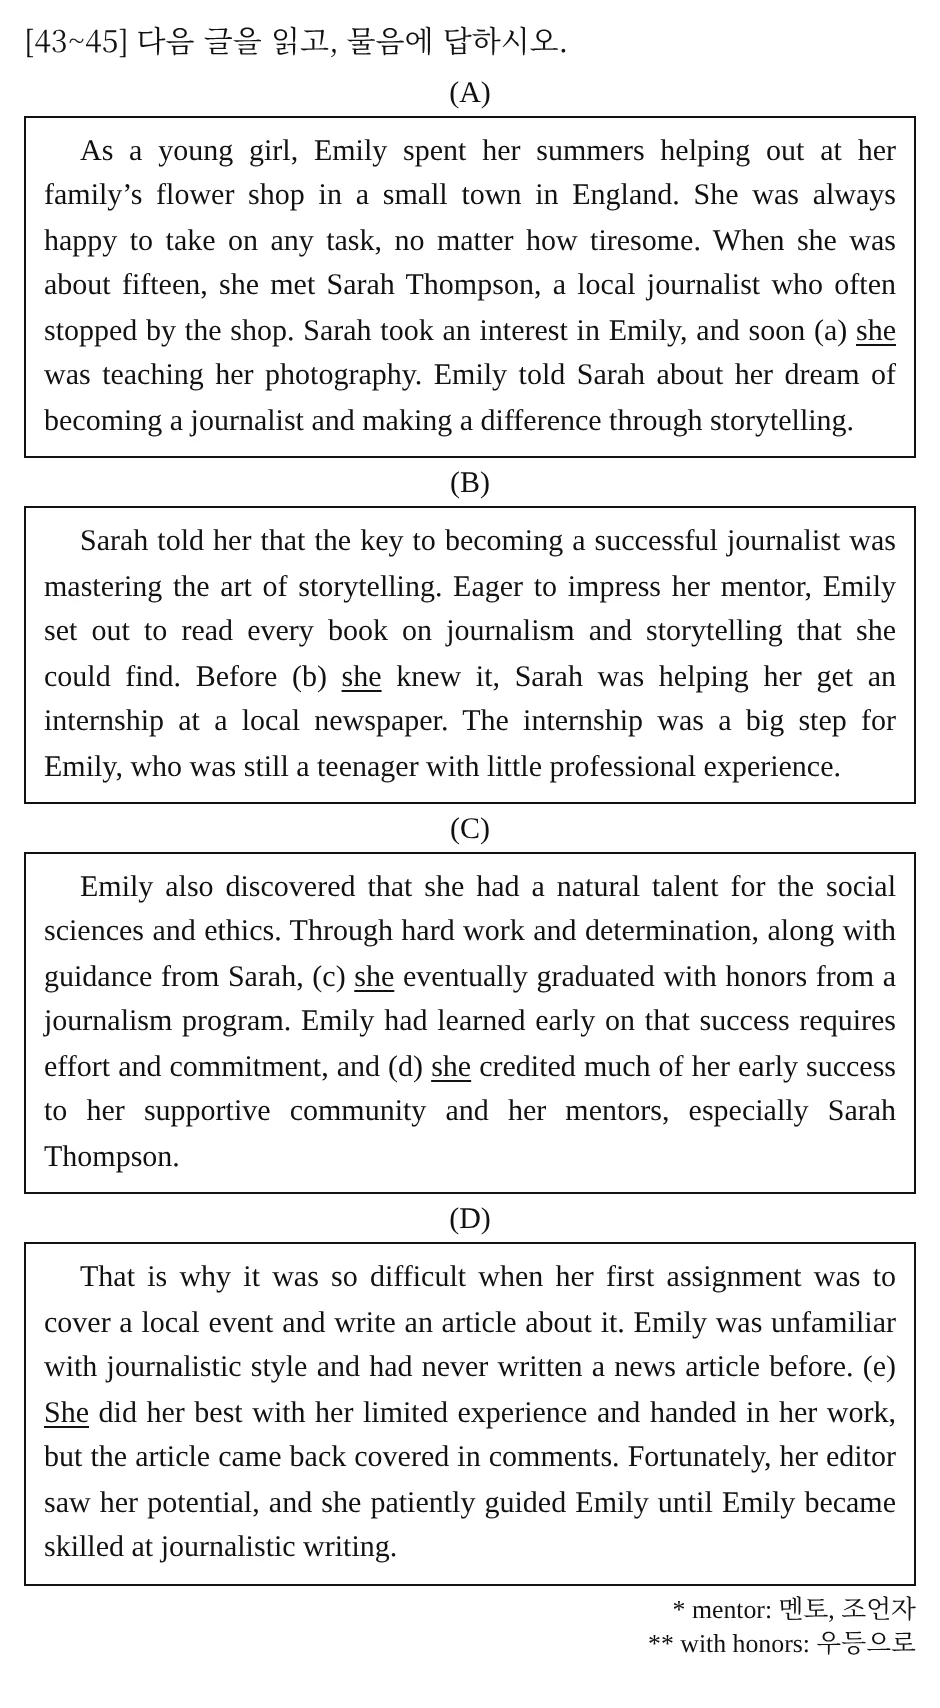 [43~45] 다음 글을 읽고, 물음에 답하시오.
(A)
As a young girl, Emily spent her summers helping out at her
family’s flower shop in a small town in England. She was always
happy to take on any task, no matter how tiresome. When she was
about fifteen, she met Sarah Thompson, a local journalist who often
stopped by the shop. Sarah took an interest in Emily, and soon (a) she
was teaching her photography. Emily told Sarah about her dream of
becoming a journalist and making a difference through storytelling.
(B)
Sarah told her that the key to becoming a successful journalist was
mastering the art of storytelling. Eager to impress her mentor, Emily
set out to read every book on journalism and storytelling that she
could find. Before (b) she knew it, Sarah was helping her get an
internship at a local newspaper. The internship was a big step for
Emily, who was still a teenager with little professional experience.
(C)
Emily also discovered that she had a natural talent for the social
sciences and ethics. Through hard work and determination, along with
guidance from Sarah, (c) she eventually graduated with honors from a
journalism program. Emily had learned early on that success requires
effort and commitment, and (d) she credited much of her early success
to her supportive community and her mentors, especially Sarah
Thompson.
(D)
That is why it was so difficult when her first assignment was to
cover a local event and write an article about it. Emily was unfamiliar
with journalistic style and had never written a news article before. (e)
She did her best with her limited experience and handed in her work,
but the article came back covered in comments. Fortunately, her editor
saw her potential, and she patiently guided Emily until Emily became
skilled at journalistic writing.
* mentor: 멘토, 조언자
** with honors: 우등으로